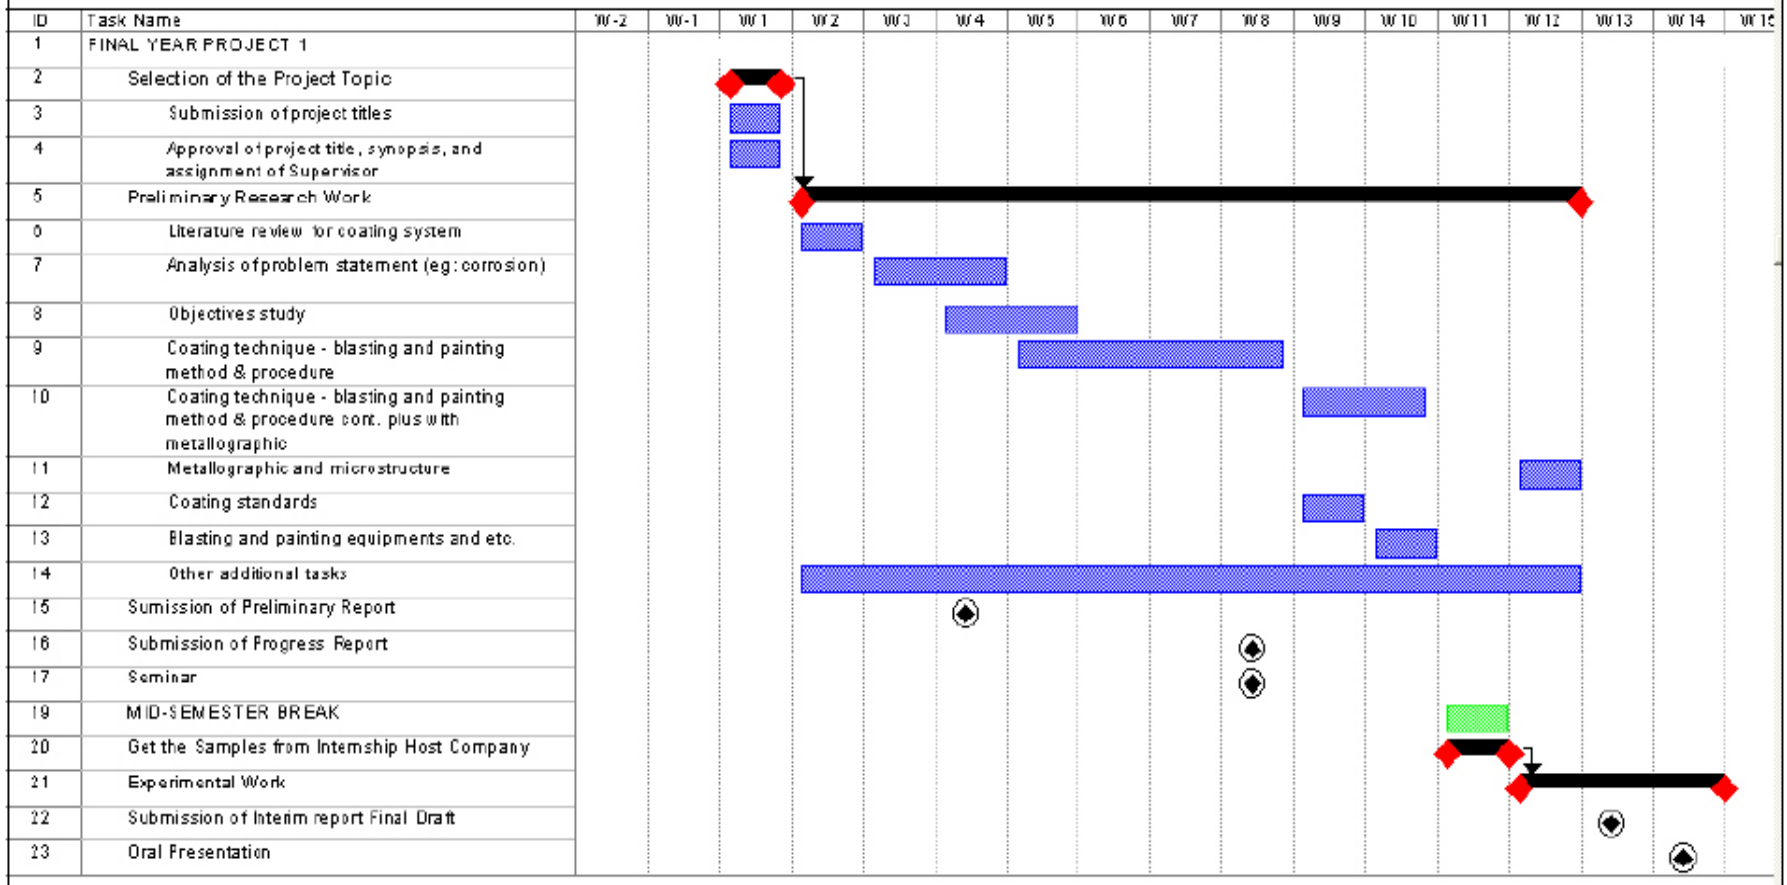 ID Task Name W-2 W-1 W1 W2 W3 W4 W5 W6 W7 W8 W9 W10 W11 W12 W13 W14 W15
1 FINAL YEAR PROJECT 1
2 Selection of the Project Topic
3 Submission of project titles
4 Approval of project title, synopsis, and
assignment of Supervisor
5 Preliminary Research Work
6 Literature review for coating system
7 Analysis of problem statement (eg: corrosion)
8 Objectives study
9 Coating technique - blasting and painting
method & procedure
10 Coating technique - blasting and painting
method & procedure cont. plus with
metallographic
11 Metallographic and microstructure
12 Coating standards
13 Blasting and painting equipments and etc.
14 Other additional tasks
15 Sumission of Preliminary Report
16 Submission of Progress Report
17 Seminar
19 MID-SEMESTER BREAK
20 Get the Samples from Internship Host Company
21 Experimental Work
22 Submission of Interim report Final Draft
23 Oral Presentation